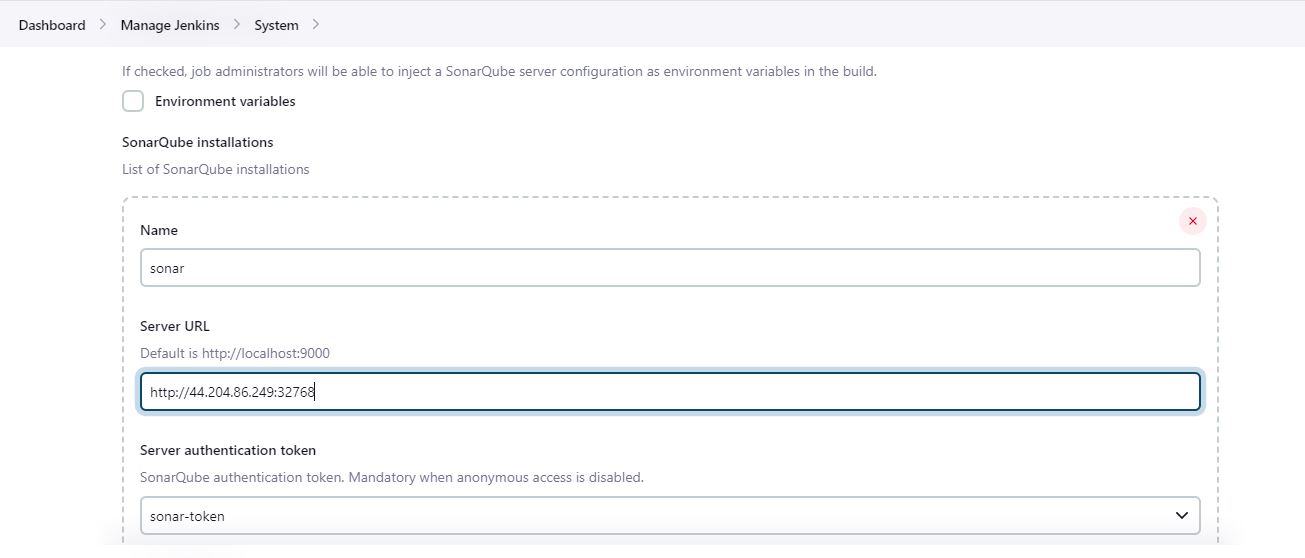 Dashboard > Manage Jenkins > System >
If checked, job administrators will be able to inject a SonarQube server configuration as environment variables in the build.
Environment variables
SonarQube installations
List of SonarQube installations
Name
sonar
Server URL
Default is http://localhost:9000
http://44.204.86.249:32768
Server authentication token
SonarQube authentication token. Mandatory when anonymous access is disabled.
sonar-token